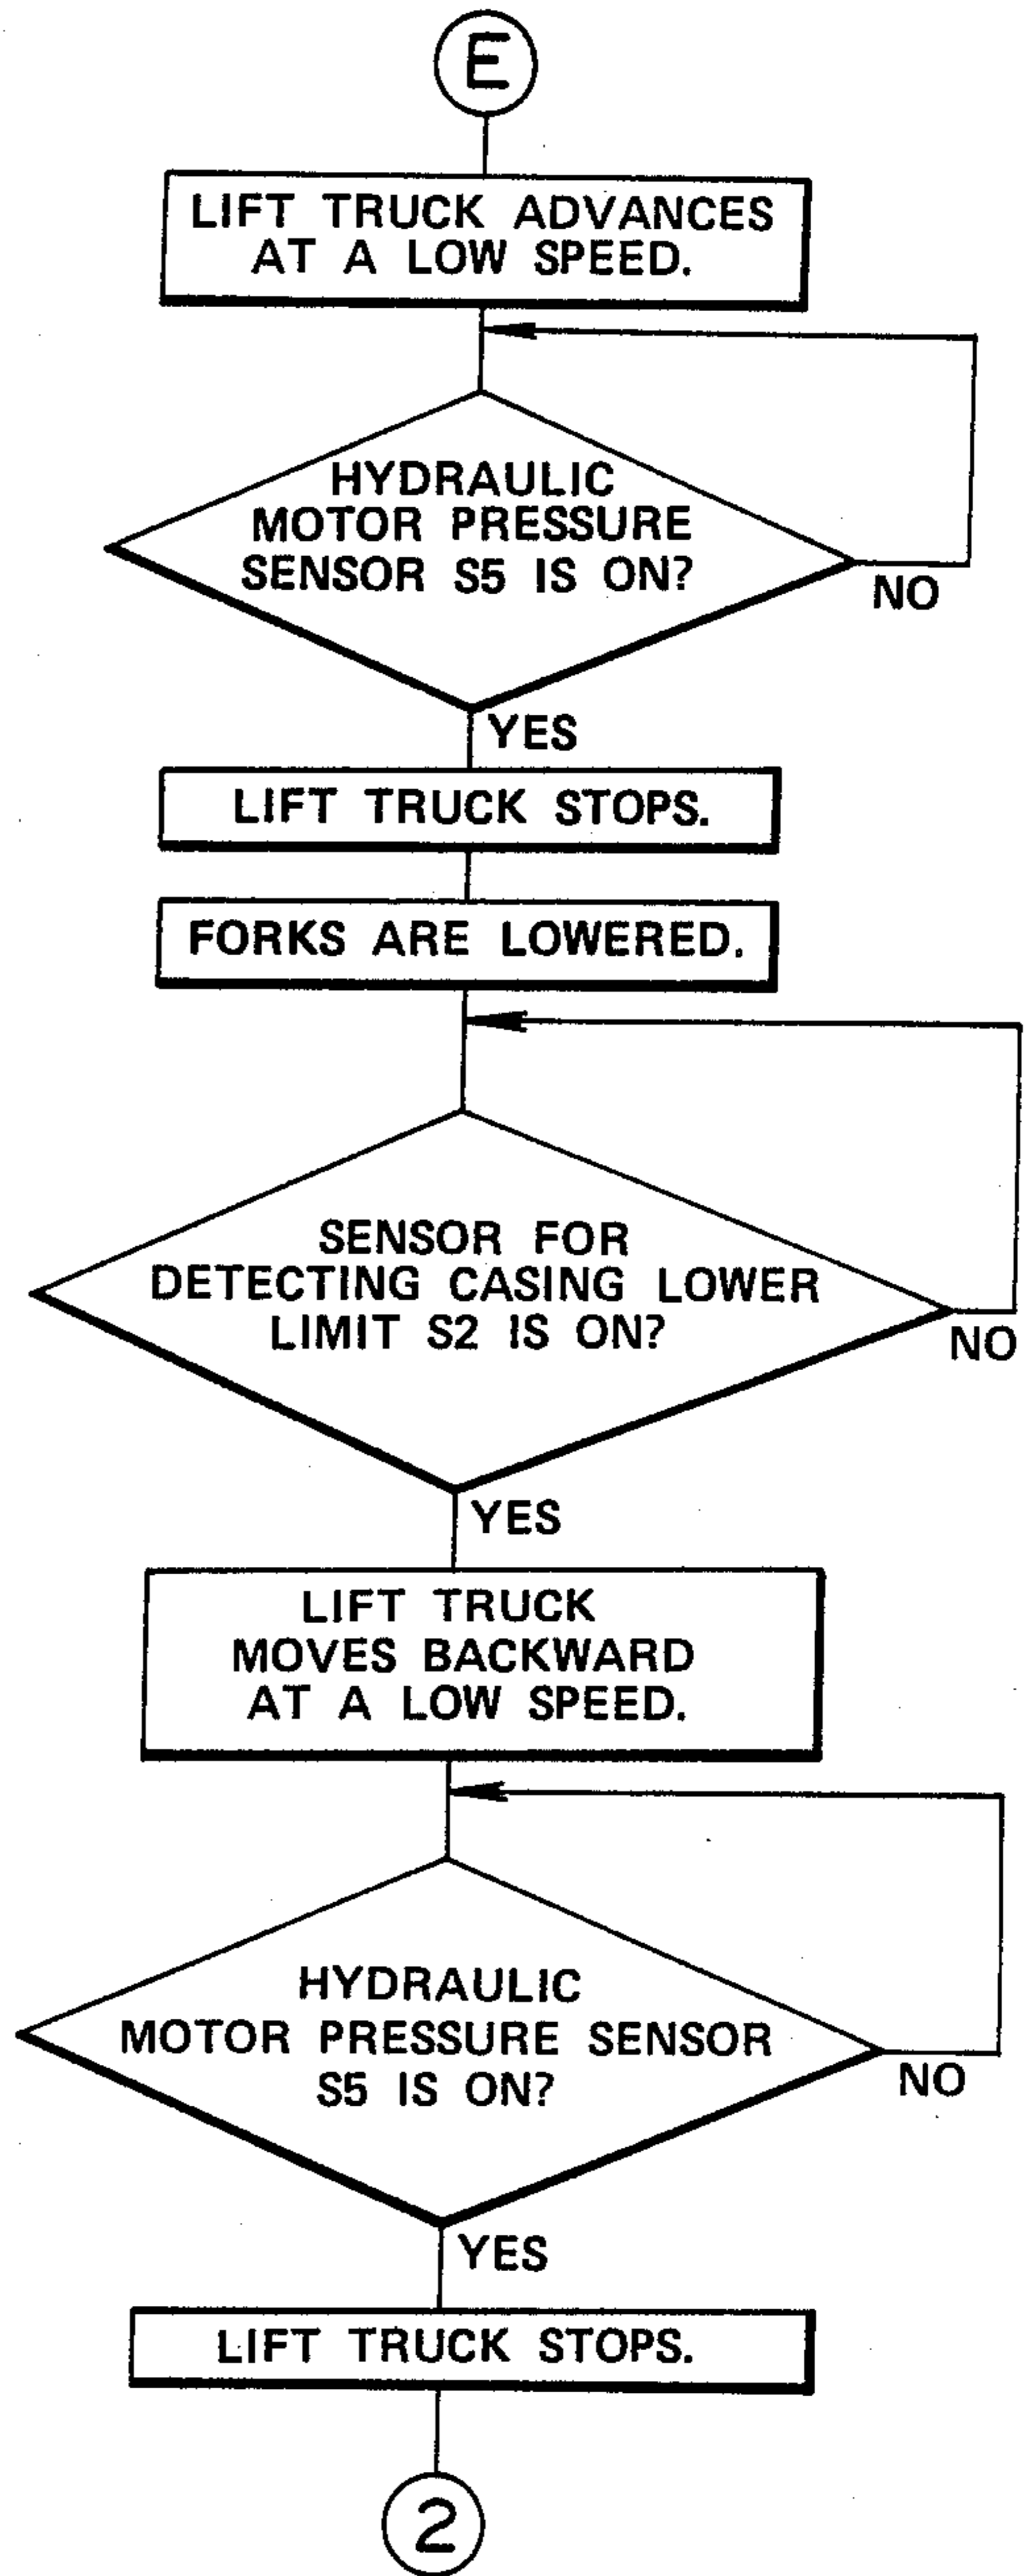 E
LIFT TRUCK ADVANCES
AT A LOW SPEED.
HYDRAULIC
MOTOR PRESSURE
SENSOR S5 IS ON?
NO
YES
LIFT TRUCK STOPS.
FORKS ARE LOWERED.
SENSOR FOR
DETECTING CASING LOWER
LIMIT S2 IS ON?
NO
YES
LIFT TRUCK
MOVES BACKWARD
AT A LOW SPEED.
HYDRAULIC
MOTOR PRESSURE SENSOR
S5 IS ON?
NO
YES
LIFT TRUCK STOPS.
2